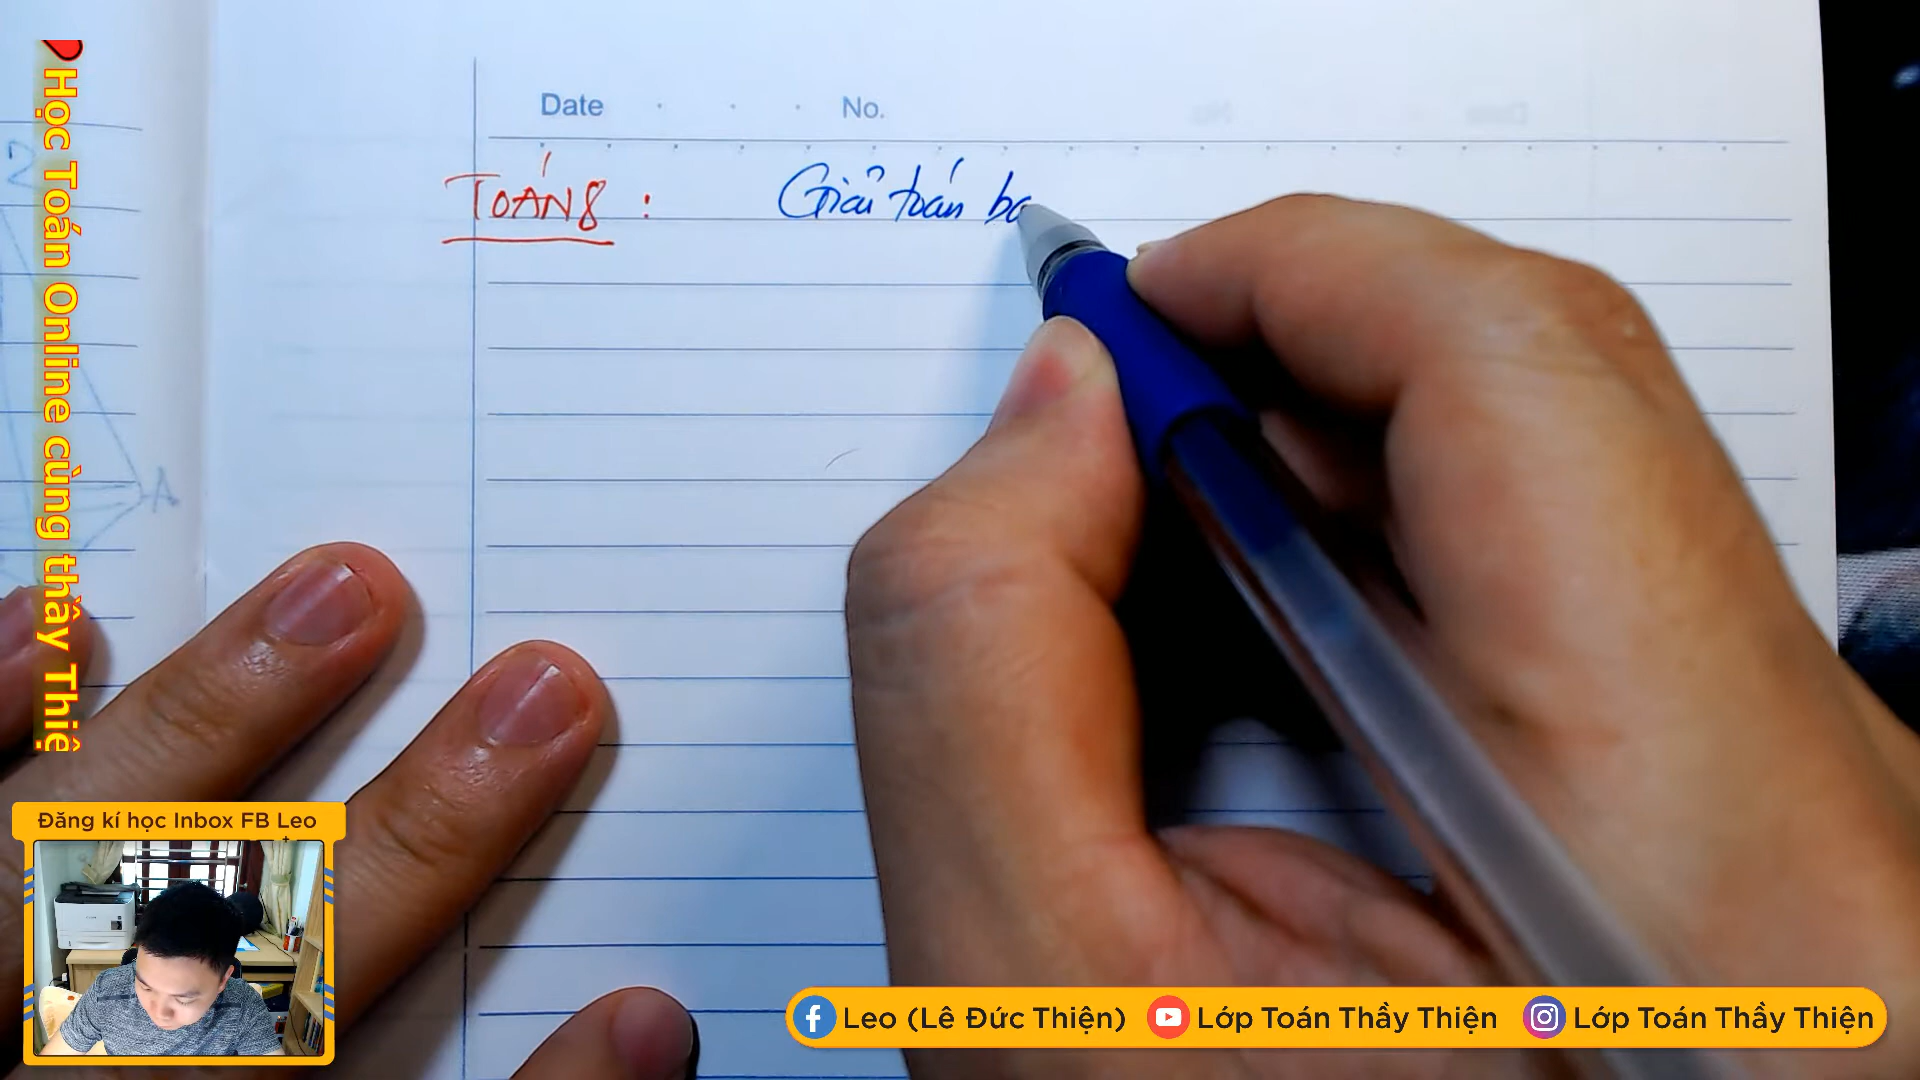 Học Toán Online cùng thầy Thiệ
Date No.
TOÁN 8 : Giải toán ba
A
Đăng kí học Inbox FB Leo
Leo (Lê Đức Thiện) Lớp Toán Thầy Thiện Lớp Toán Thầy Thiện